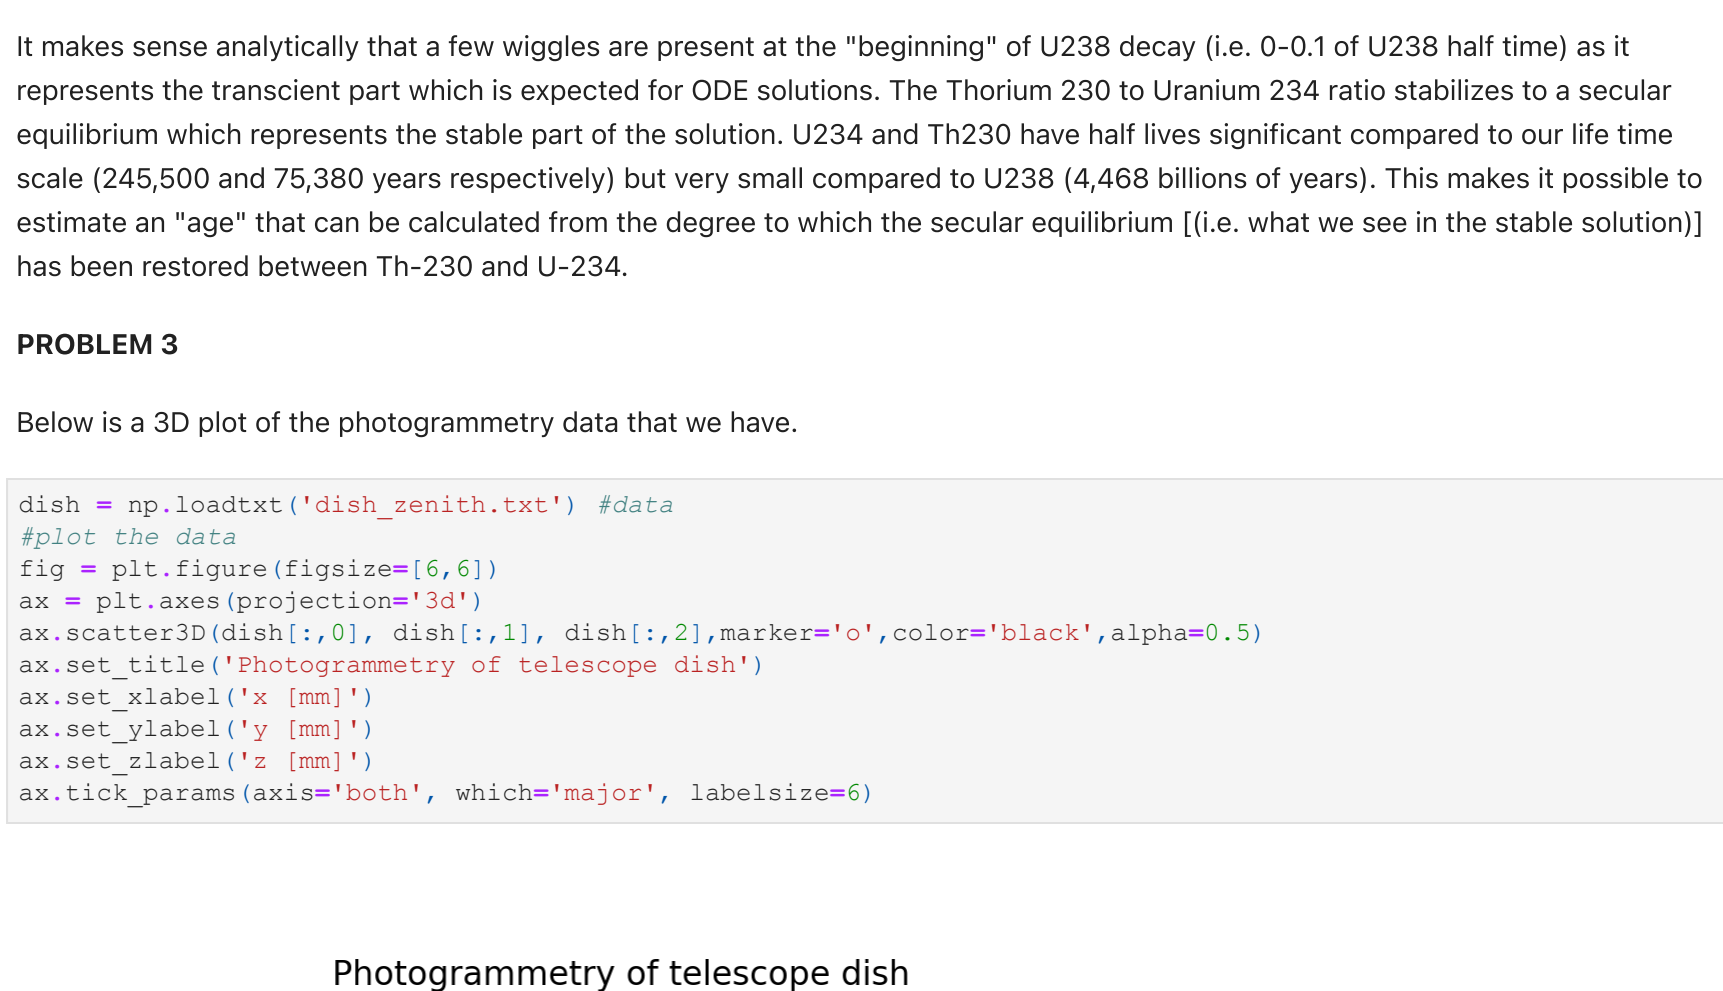 It makes sense analytically that a few wiggles are present at the "beginning" of U238 decay (i.e. 0-0.1 of U238 half time) as it
represents the transcient part which is expected for ODE solutions. The Thorium 230 to Uranium 234 ratio stabilizes to a secular
equilibrium which represents the stable part of the solution. U234 and Th230 have half lives significant compared to our life time
scale (245,500 and 75,380 years respectively) but very small compared to U238 (4,468 billions of years). This makes it possible to
estimate an "age" that can be calculated from the degree to which the secular equilibrium [(i.e. what we see in the stable solution)]
has been restored between Th-230 and U-234.
PROBLEM 3
Below is a 3D plot of the photogrammetry data that we have.
dish = np.loadtxt('dish_zenith.txt') #data
#plot the data
fig = plt.figure(figsize=[6,6])
ax = plt.axes(projection='3d')
ax.scatter3D(dish[:,0], dish[:,1], dish[:,2],marker='o',color='black',alpha=0.5)
ax.set_title('Photogrammetry of telescope dish')
ax.set_xlabel('x [mm]')
ax.set_ylabel('y [mm]')
ax.set_zlabel('z [mm]')
ax.tick_params(axis='both', which='major', labelsize=6)
Photogrammetry of telescope dish